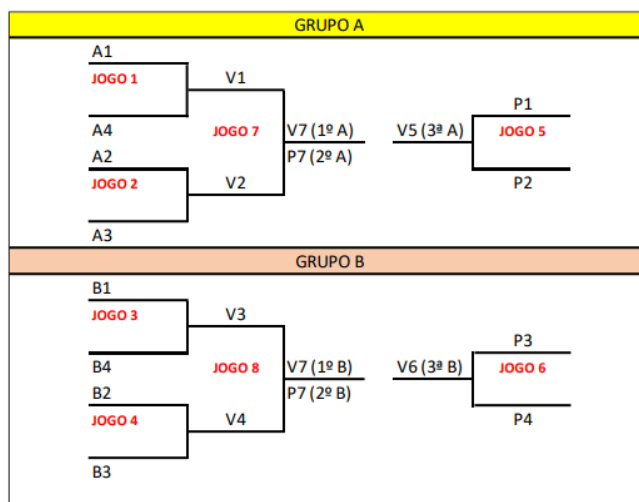 GRUPO A
A1
JOGO 1
V1
P1
A4
JOGO 7
V7 (1º A)
V5 (3ª A)
JOGO 5
A2
P7 (2º A)
JOGO 2
V2
P2
A3
GRUPO B
B1
JOGO 3
V3
P3
B4
JOGO 8
V7 (1º B)
V6 (3ª B)
JOGO 6
B2
P7 (2º B)
JOGO 4
V4
P4
B3